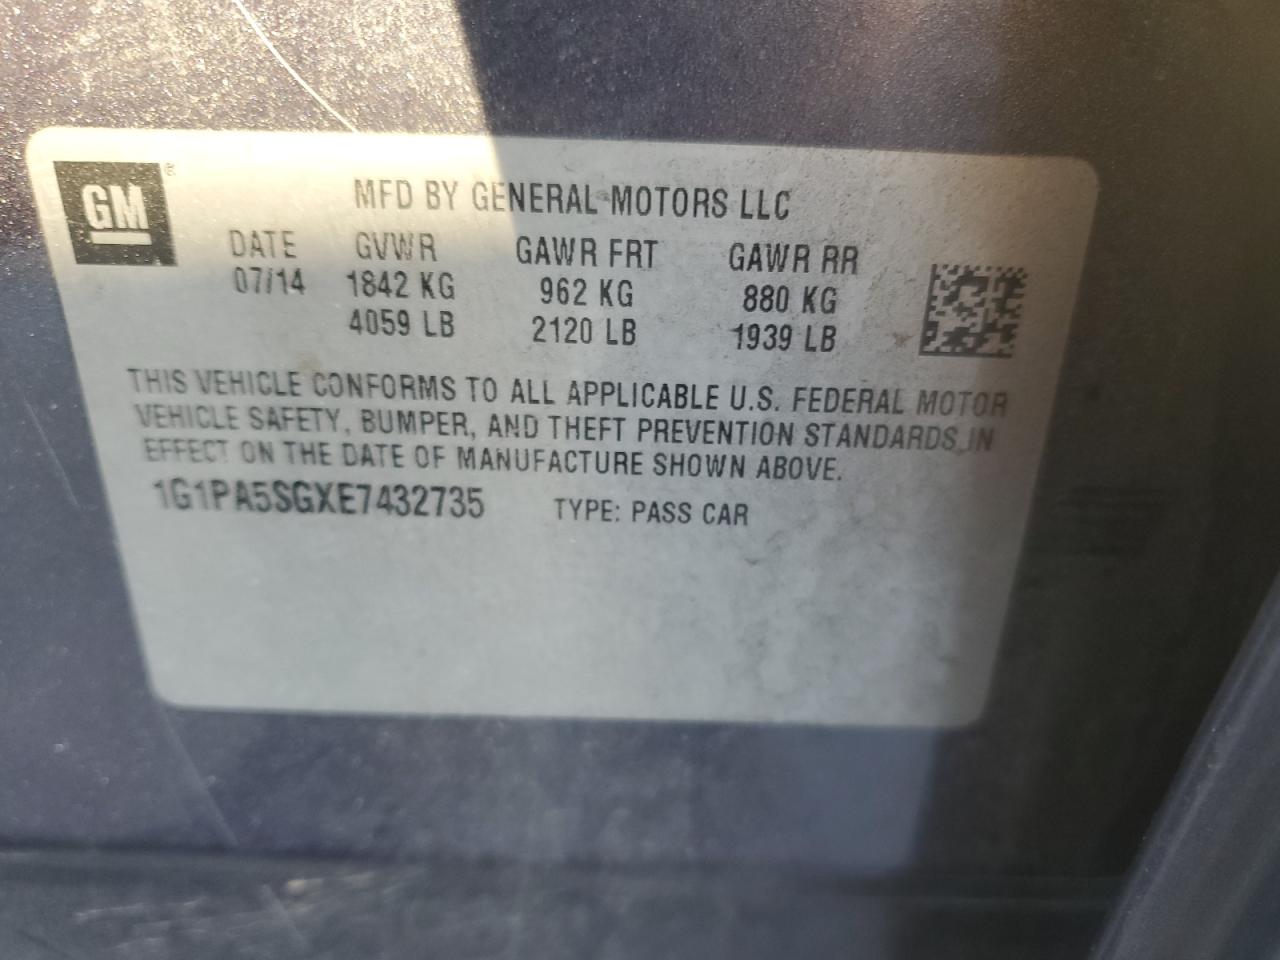 GM®
MFD BY GENERAL MOTORS LLC
DATE GVWR GAWR FRT GAWR RR
07/14 1842 KG 962 KG 880 KG
4059 LB 2120 LB 1939 LB
THIS VEHICLE CONFORMS TO ALL APPLICABLE U.S. FEDERAL MOTOR
VEHICLE SAFETY, BUMPER, AND THEFT PREVENTION STANDARDS IN
EFFECT ON THE DATE OF MANUFACTURE SHOWN ABOVE.
1G1PA5SGXE7432735 TYPE: PASS CAR